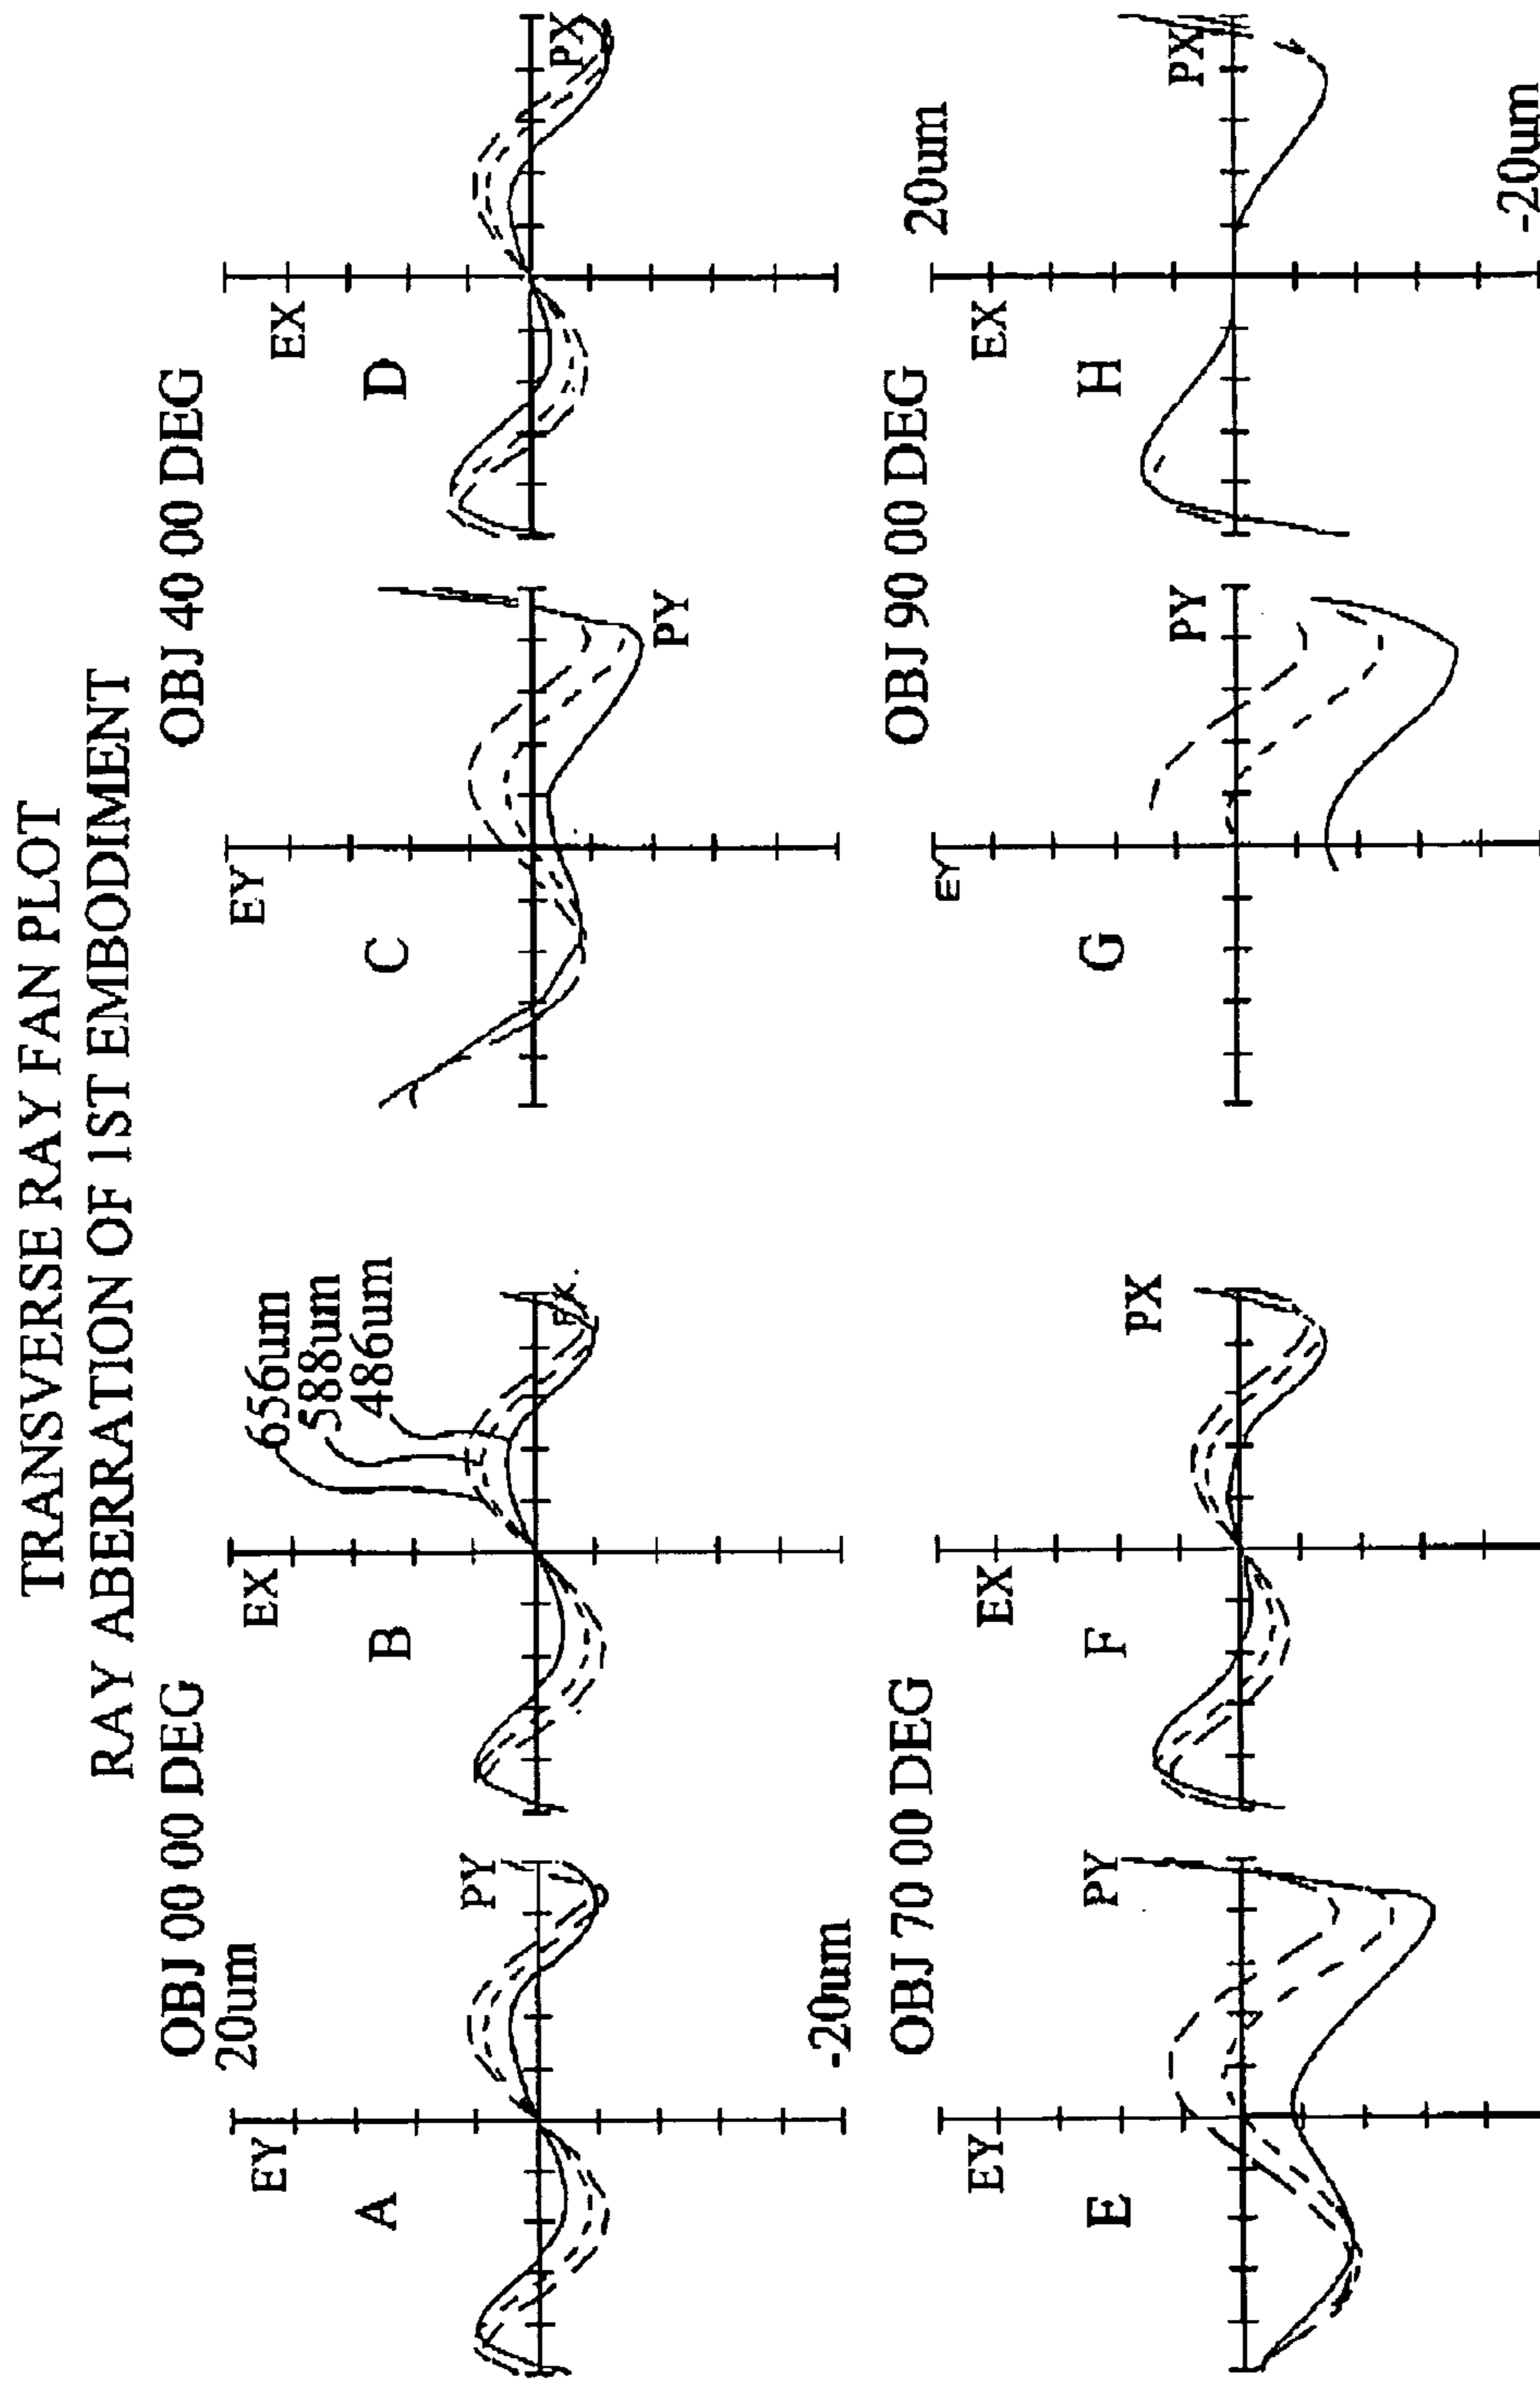 TRANSVERSE RAY FAN PLOT
RAY ABERRATION OF 1ST EMBODIMENT
OBJ 00 00 DEG
20um
EY
PY
A
-20um
EX
656um
588um
486um
B
OBJ 40 00 DEG
EY
C
PY
EX
PX
D
OBJ 70 00 DEG
EY
PY
E
EX
PX
F
OBJ 90 00 DEG
20um
EY
PY
G
EX
PX
H
-20um